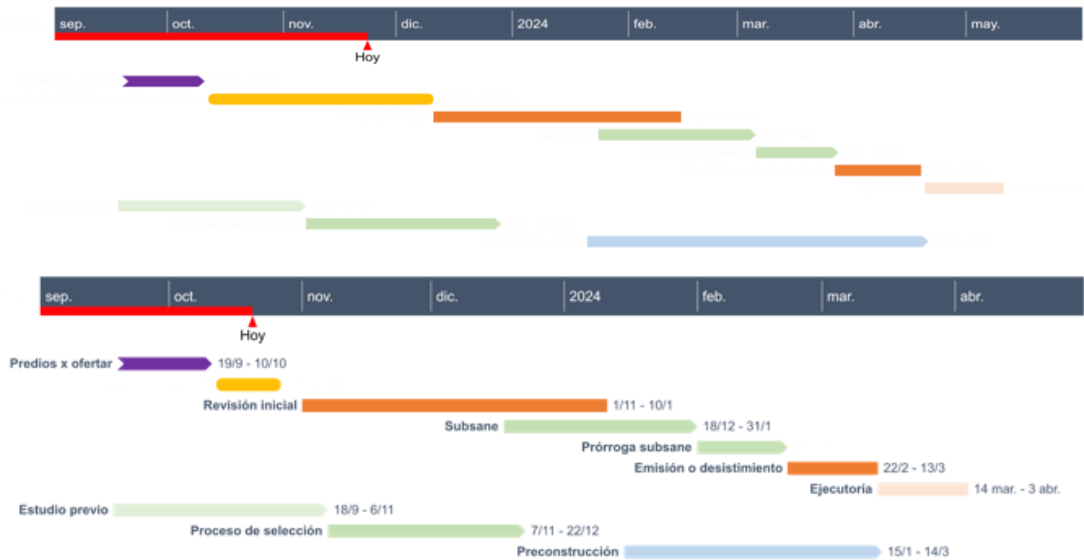 sep. oct. nov. dic. 2024 feb. mar. abr. may.
Hoy
sep. oct. nov. dic. 2024 feb. mar. abr.
Hoy
Predios x ofertar 19/9 - 10/10
Revisión inicial 1/11 - 10/1
Subsane 18/12 - 31/1
Prórroga subsane
Emisión o desistimiento 22/2 - 13/3
Ejecutoría 14 mar. - 3 abr.
Estudio previo 18/9 - 6/11
Proceso de selección 7/11 - 22/12
Preconstrucción 15/1 - 14/3